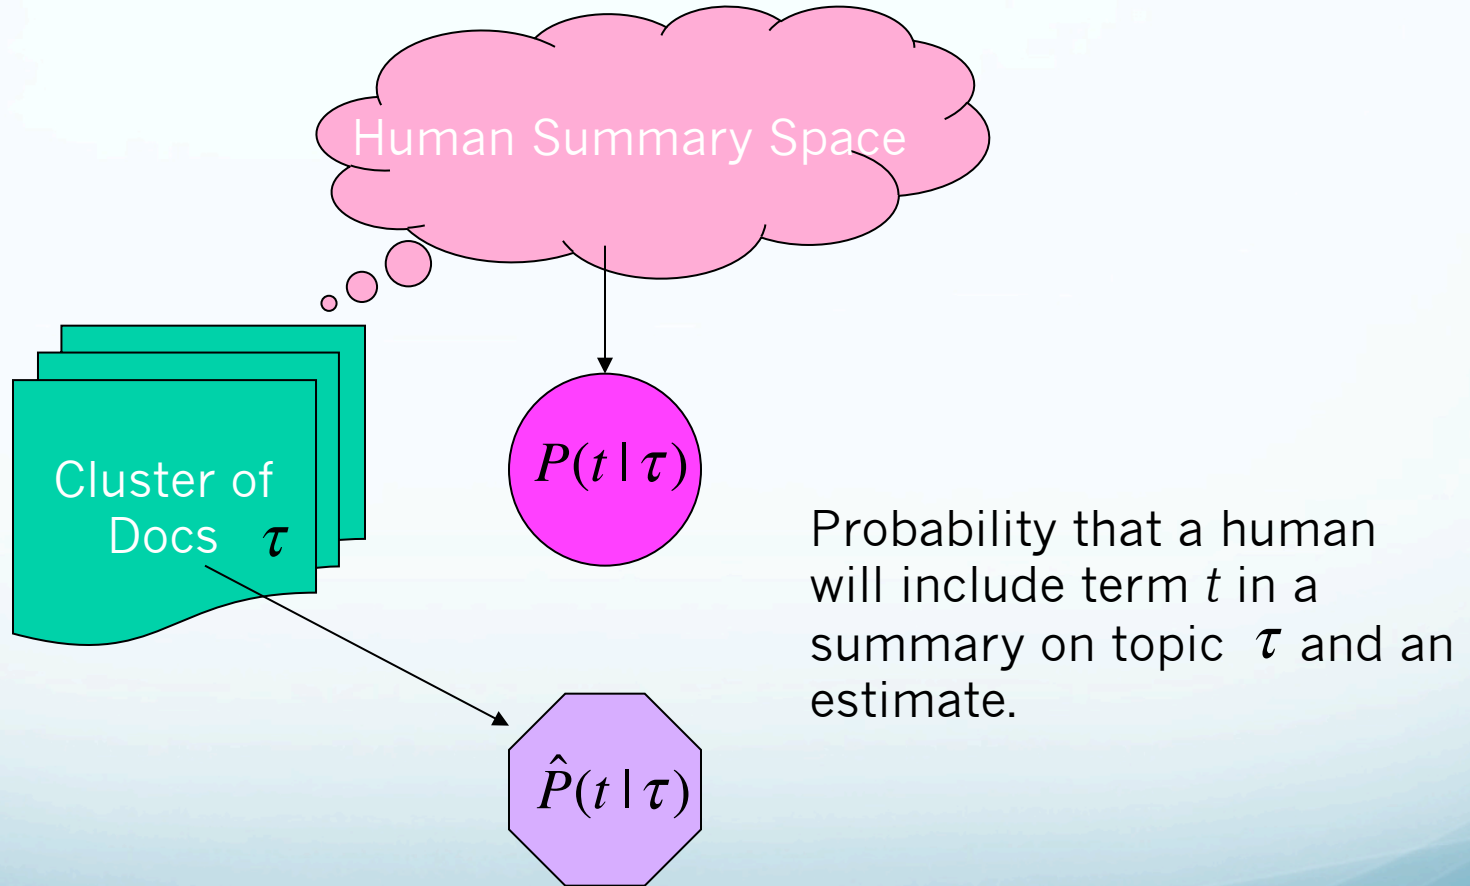 Human Summary Space
Cluster of
Docs τ
P(t | τ)
Probability that a human
will include term t in a
summary on topic τ and an
estimate.
P̂(t | τ)